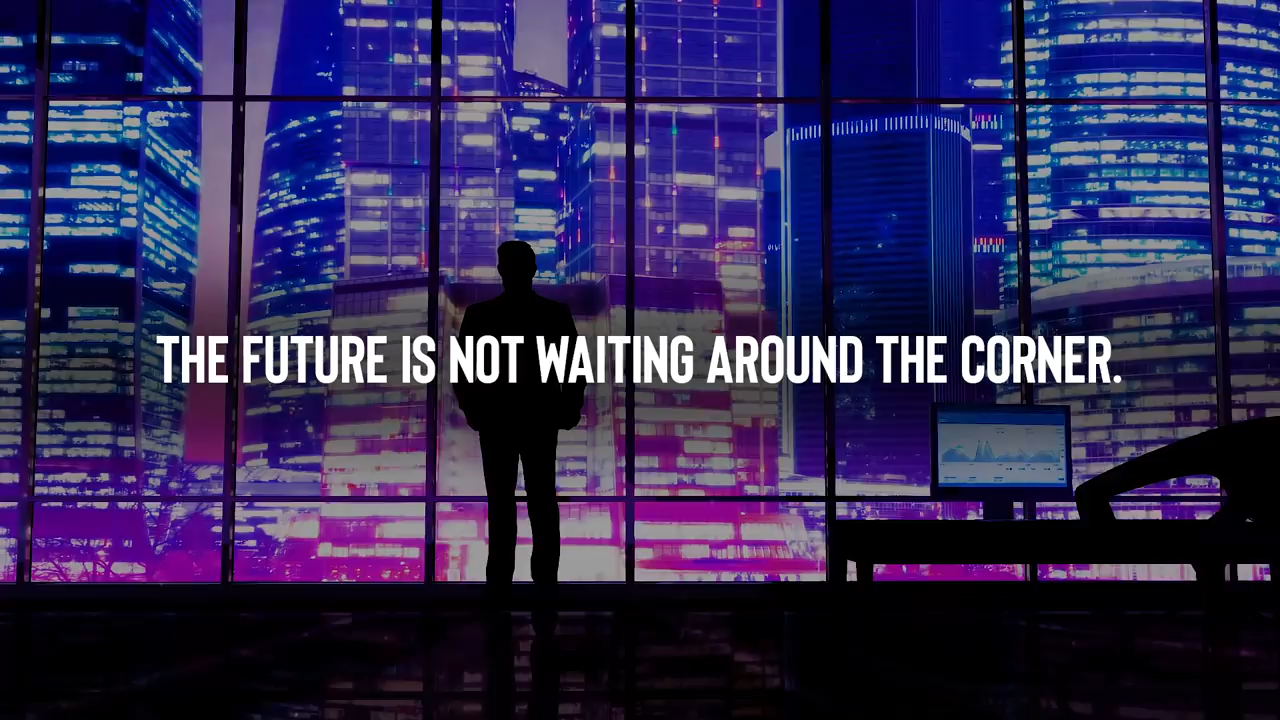 THE FUTURE IS NOT WAITING AROUND THE CORNER.